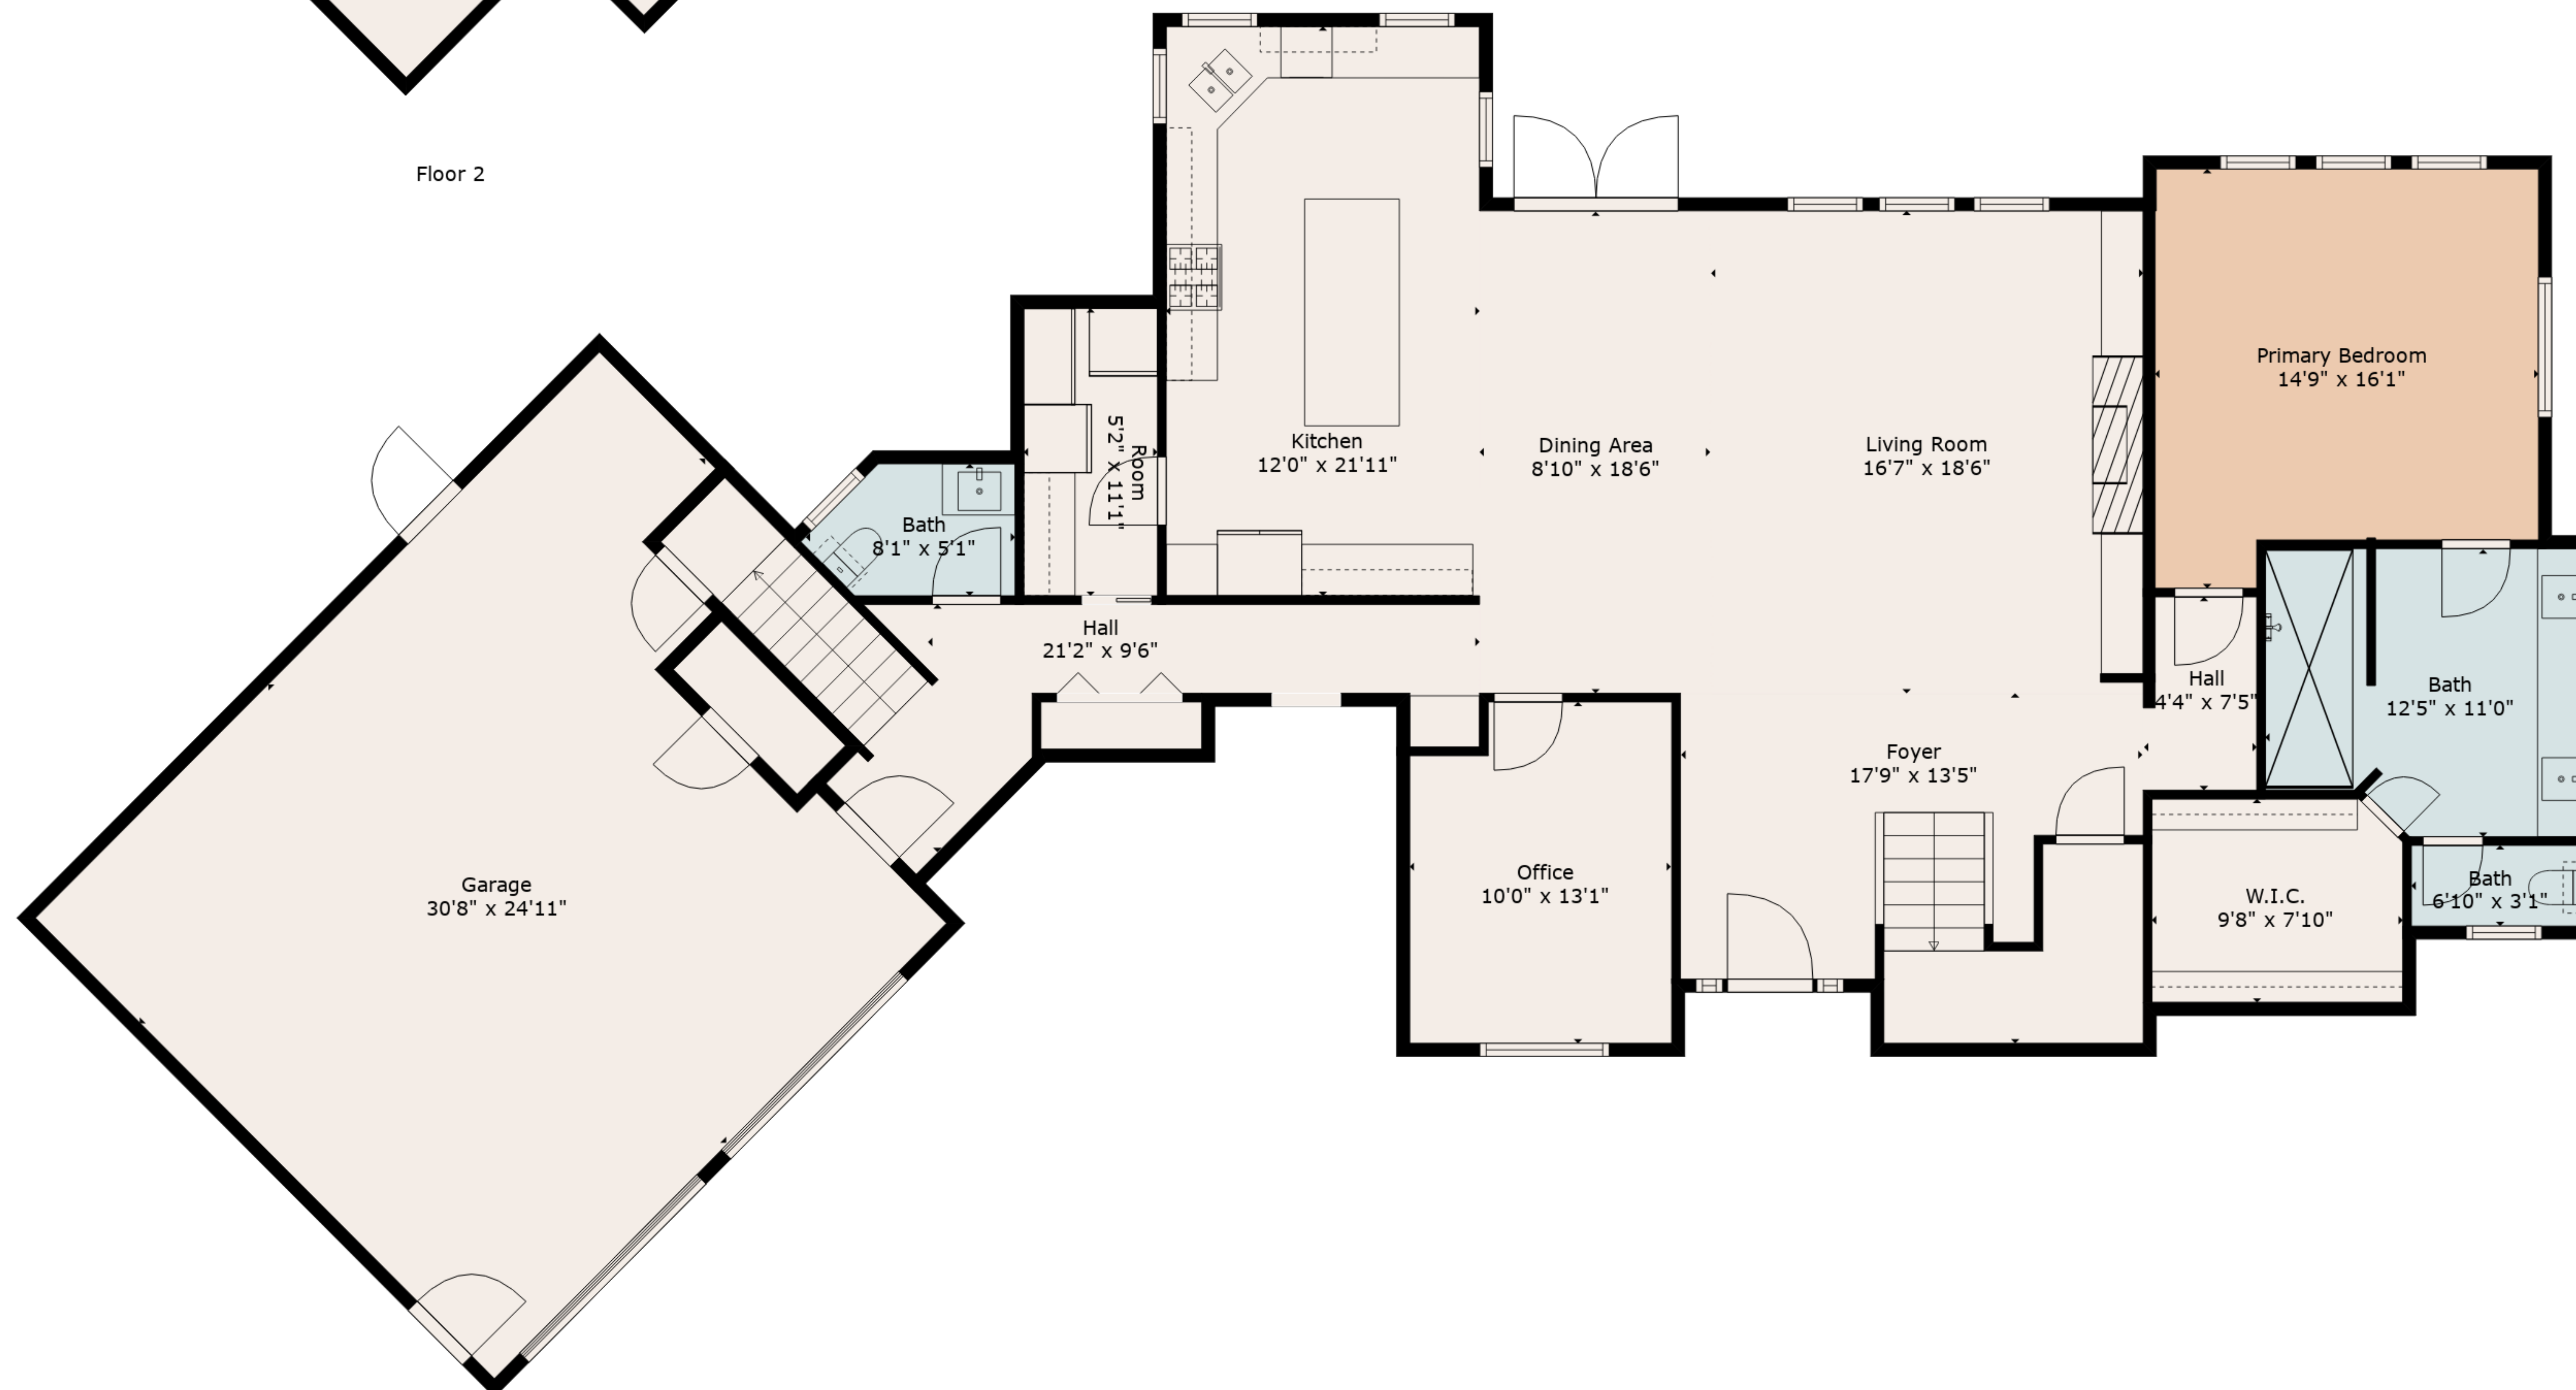 Floor 2
Kitchen
12'0" x 21'11"
Dining Area
8'10" x 18'6"
Living Room
16'7" x 18'6"
Primary Bedroom
14'9" x 16'1"
Room
5'2" x 11'1"
Bath
8'1" x 5'1"
Hall
21'2" x 9'6"
Hall
4'4" x 7'5"
Bath
12'5" x 11'0"
Foyer
17'9" x 13'5"
Garage
30'8" x 24'11"
Office
10'0" x 13'1"
W.I.C.
9'8" x 7'10"
Bath
6'10" x 3'1"